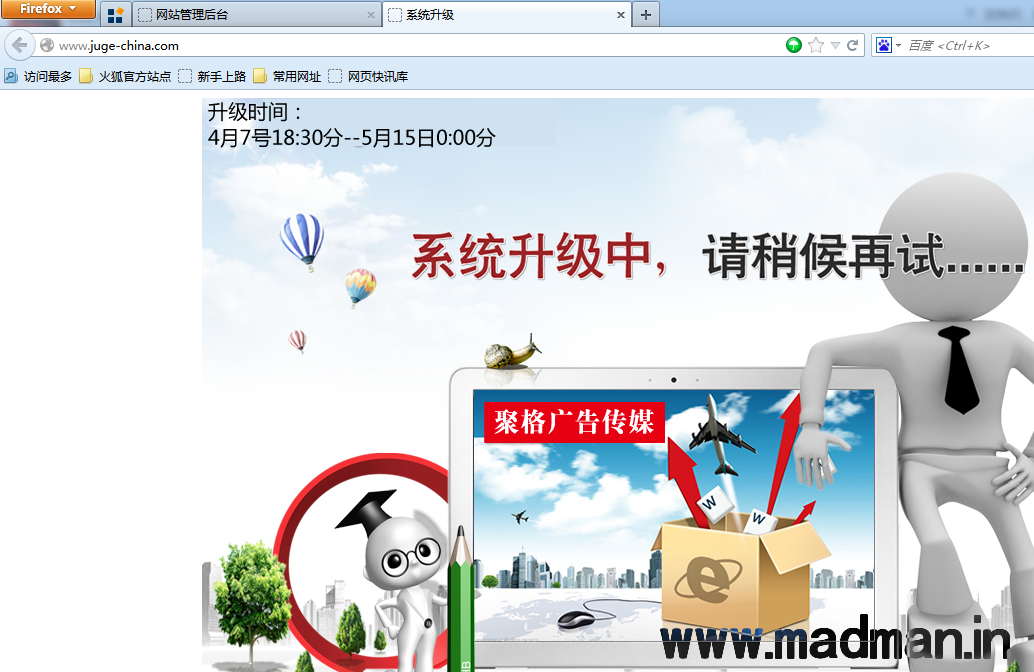 Firefox
网站管理后台
系统升级
www.juge-china.com
百度 <Ctrl+K>
访问最多 火狐官方站点 新手上路 常用网址 网页快讯库
升级时间：
4月7号18:30分--5月15日0:00分
系统升级中，请稍候再试......
聚格广告传媒
W
W
e
HB
www.madman.in